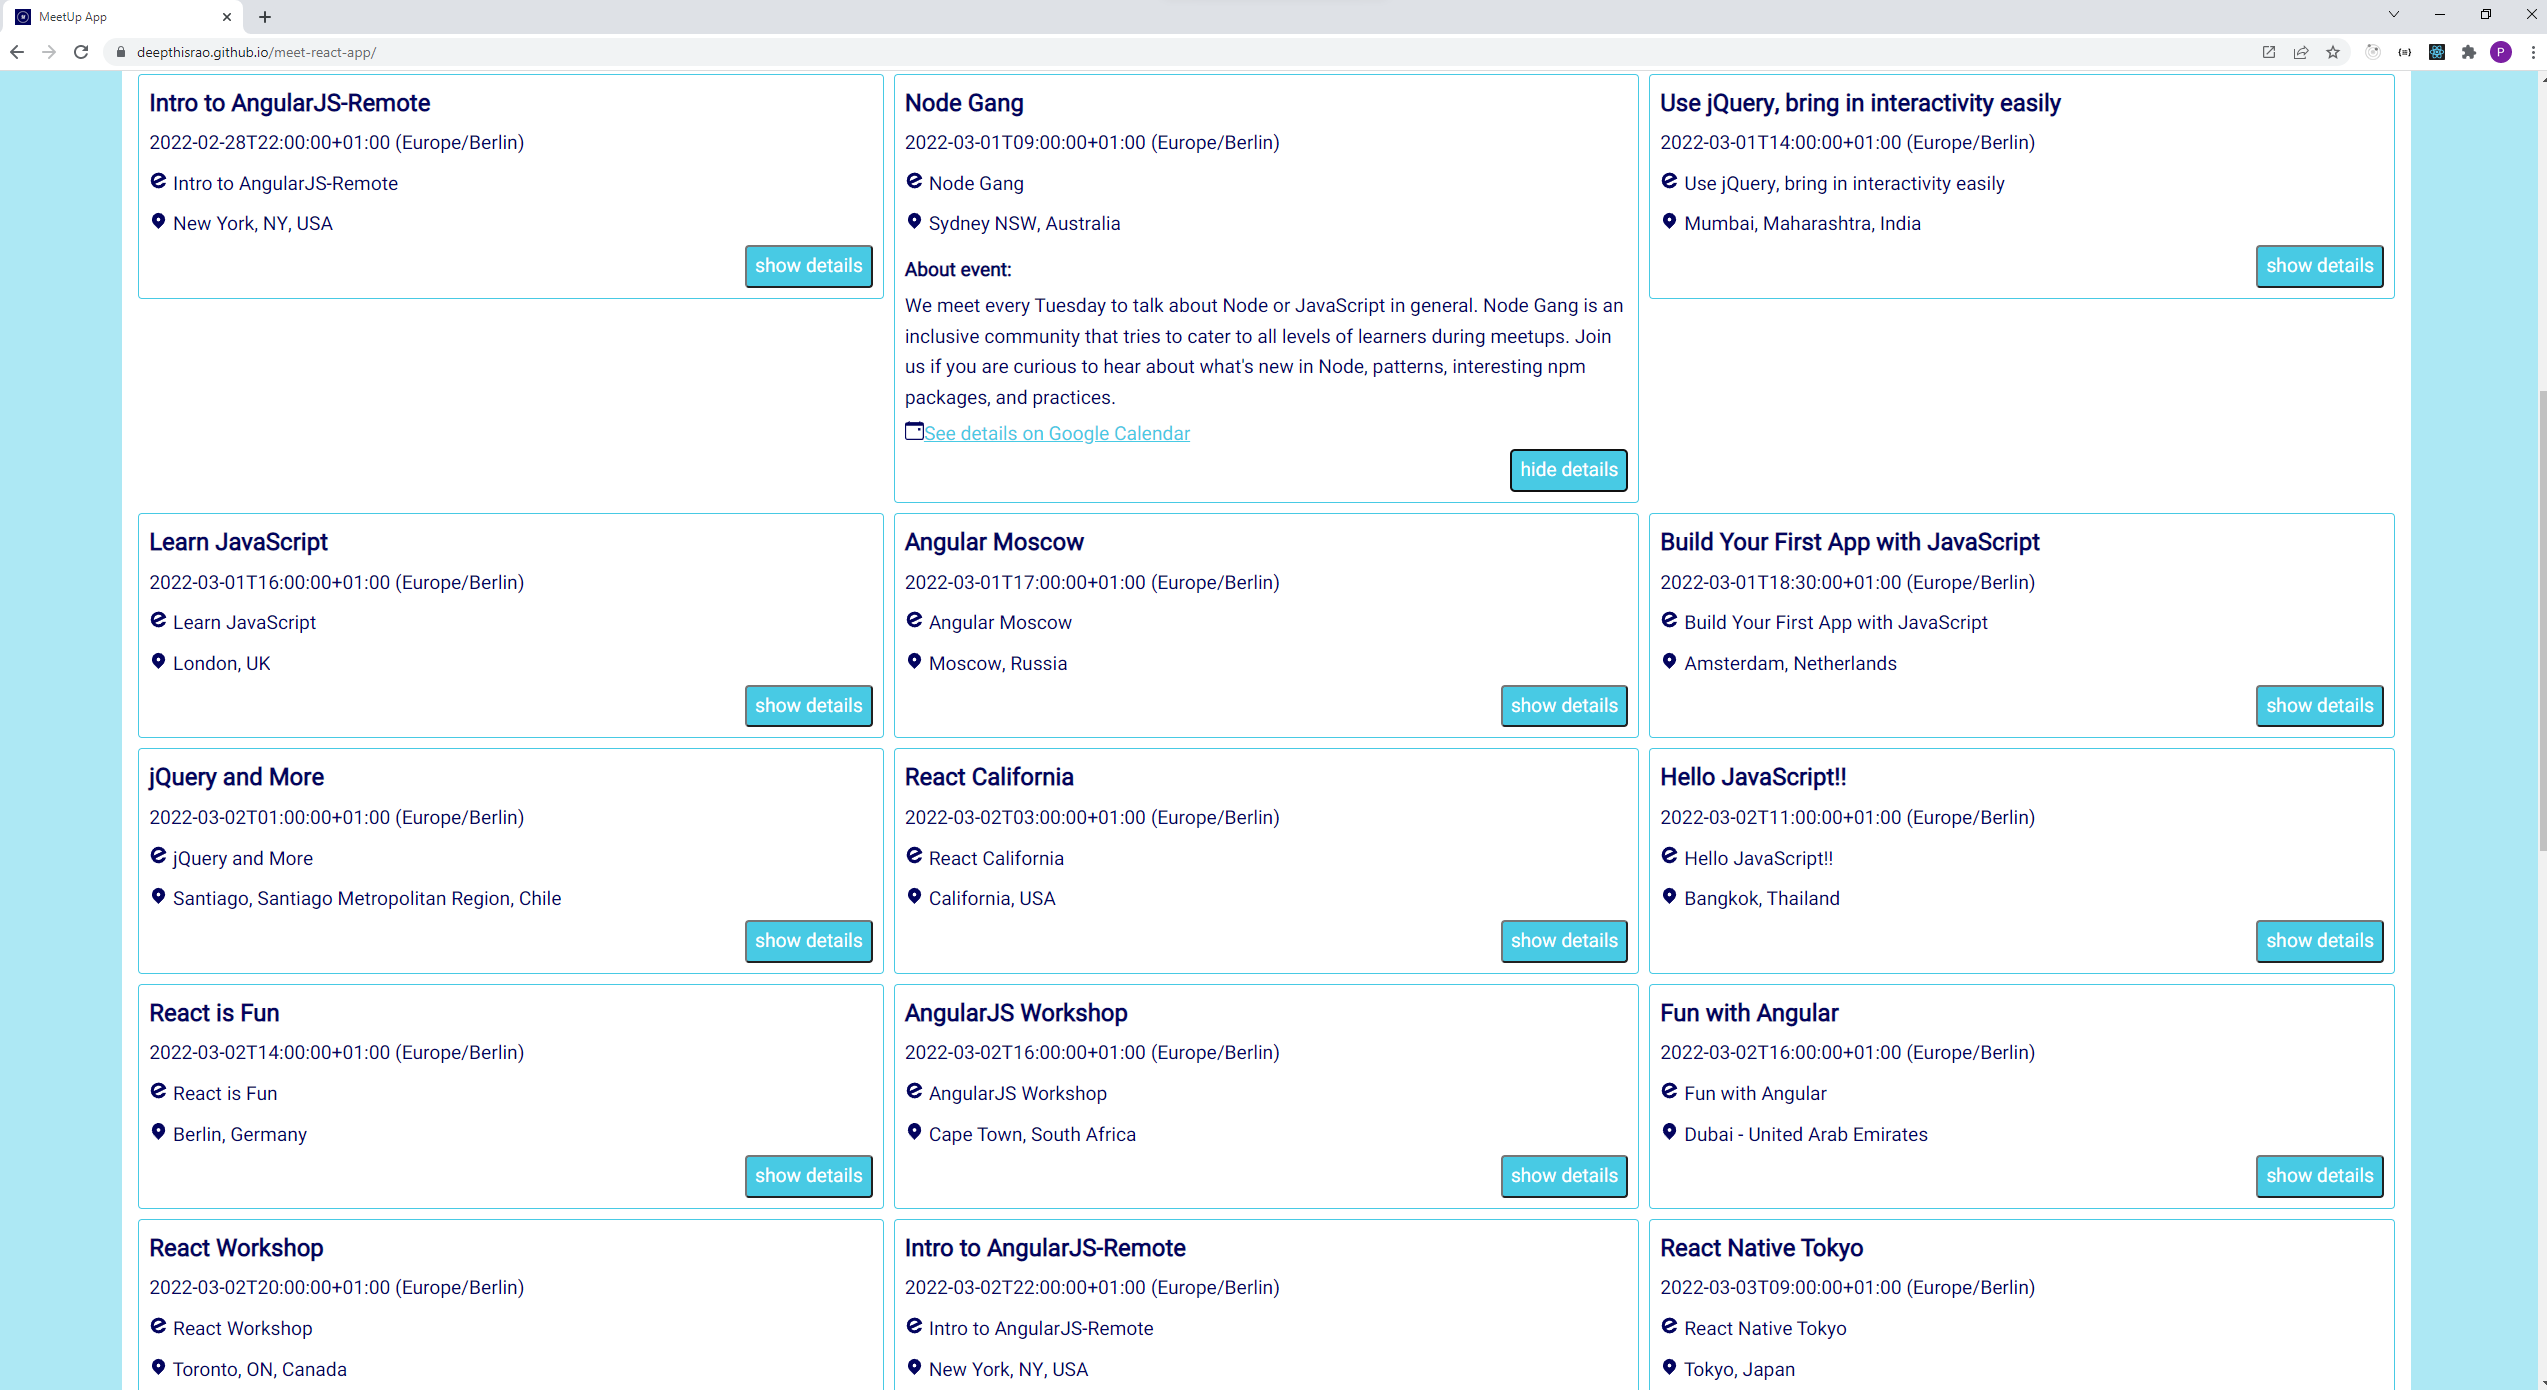 MeetUp App
deepthisrao.github.io/meet-react-app/
P
Intro to AngularJS-Remote
2022-02-28T22:00:00+01:00 (Europe/Berlin)
Intro to AngularJS-Remote
New York, NY, USA
show details
Node Gang
2022-03-01T09:00:00+01:00 (Europe/Berlin)
Node Gang
Sydney NSW, Australia
About event:
We meet every Tuesday to talk about Node or JavaScript in general. Node Gang is an
inclusive community that tries to cater to all levels of learners during meetups. Join
us if you are curious to hear about what's new in Node, patterns, interesting npm
packages, and practices.
See details on Google Calendar
hide details
Use jQuery, bring in interactivity easily
2022-03-01T14:00:00+01:00 (Europe/Berlin)
Use jQuery, bring in interactivity easily
Mumbai, Maharashtra, India
show details
Learn JavaScript
2022-03-01T16:00:00+01:00 (Europe/Berlin)
Learn JavaScript
London, UK
show details
Angular Moscow
2022-03-01T17:00:00+01:00 (Europe/Berlin)
Angular Moscow
Moscow, Russia
show details
Build Your First App with JavaScript
2022-03-01T18:30:00+01:00 (Europe/Berlin)
Build Your First App with JavaScript
Amsterdam, Netherlands
show details
jQuery and More
2022-03-02T01:00:00+01:00 (Europe/Berlin)
jQuery and More
Santiago, Santiago Metropolitan Region, Chile
show details
React California
2022-03-02T03:00:00+01:00 (Europe/Berlin)
React California
California, USA
show details
Hello JavaScript!!
2022-03-02T11:00:00+01:00 (Europe/Berlin)
Hello JavaScript!!
Bangkok, Thailand
show details
React is Fun
2022-03-02T14:00:00+01:00 (Europe/Berlin)
React is Fun
Berlin, Germany
show details
AngularJS Workshop
2022-03-02T16:00:00+01:00 (Europe/Berlin)
AngularJS Workshop
Cape Town, South Africa
show details
Fun with Angular
2022-03-02T16:00:00+01:00 (Europe/Berlin)
Fun with Angular
Dubai - United Arab Emirates
show details
React Workshop
2022-03-02T20:00:00+01:00 (Europe/Berlin)
React Workshop
Toronto, ON, Canada
Intro to AngularJS-Remote
2022-03-02T22:00:00+01:00 (Europe/Berlin)
Intro to AngularJS-Remote
New York, NY, USA
React Native Tokyo
2022-03-03T09:00:00+01:00 (Europe/Berlin)
React Native Tokyo
Tokyo, Japan